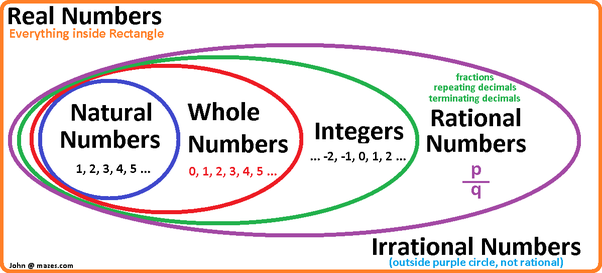 Real Numbers
Everything inside Rectangle
Natural
Numbers
1, 2, 3, 4, 5 ...
Whole
Numbers
0, 1, 2, 3, 4, 5 ...
Integers
... -2, -1, 0, 1, 2 ...
fractions
repeating decimals
terminating decimals
Rational
Numbers
p
q
Irrational Numbers
(outside purple circle, not rational)
John @ mazes.com